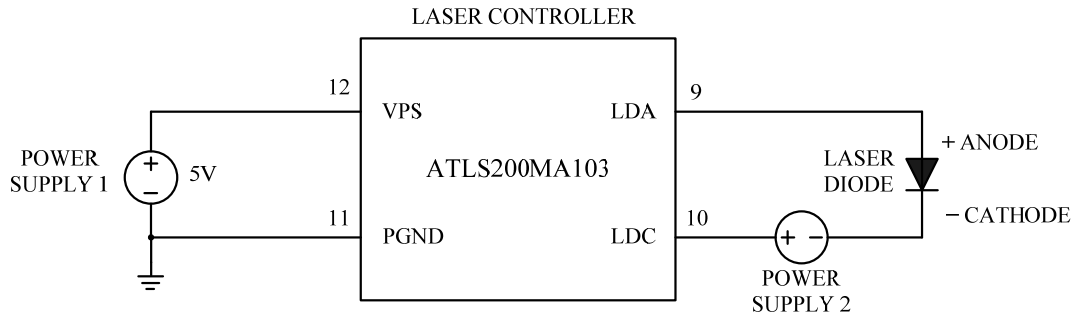 LASER CONTROLLER
12
VPS
LDA
9
POWER
SUPPLY 1
+
−
5V
ATLS200MA103
LASER
DIODE
+ ANODE
− CATHODE
11
PGND
LDC
10
+ -
POWER
SUPPLY 2